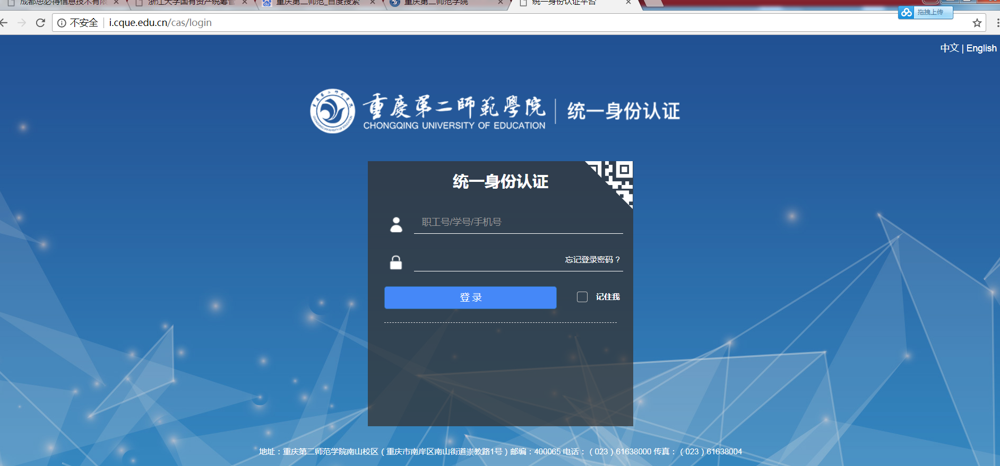 成都思必得信息技术有限
浙江大学国有资产统筹管
重庆第二师范_百度搜索
重庆第二师范学院
统一身份认证平台
拖拽上传
不安全 | i.cque.edu.cn/cas/login
中文 | English
重慶第二師範學院 | 统一身份认证
CHONGQING UNIVERSITY OF EDUCATION
统一身份认证
职工号/学号/手机号
忘记登录密码？
登 录
记住我
地址：重庆第二师范学院南山校区（重庆市南岸区南山街道崇教路1号）邮编：400065 电话：（023）61638000 传真：（023）61638004